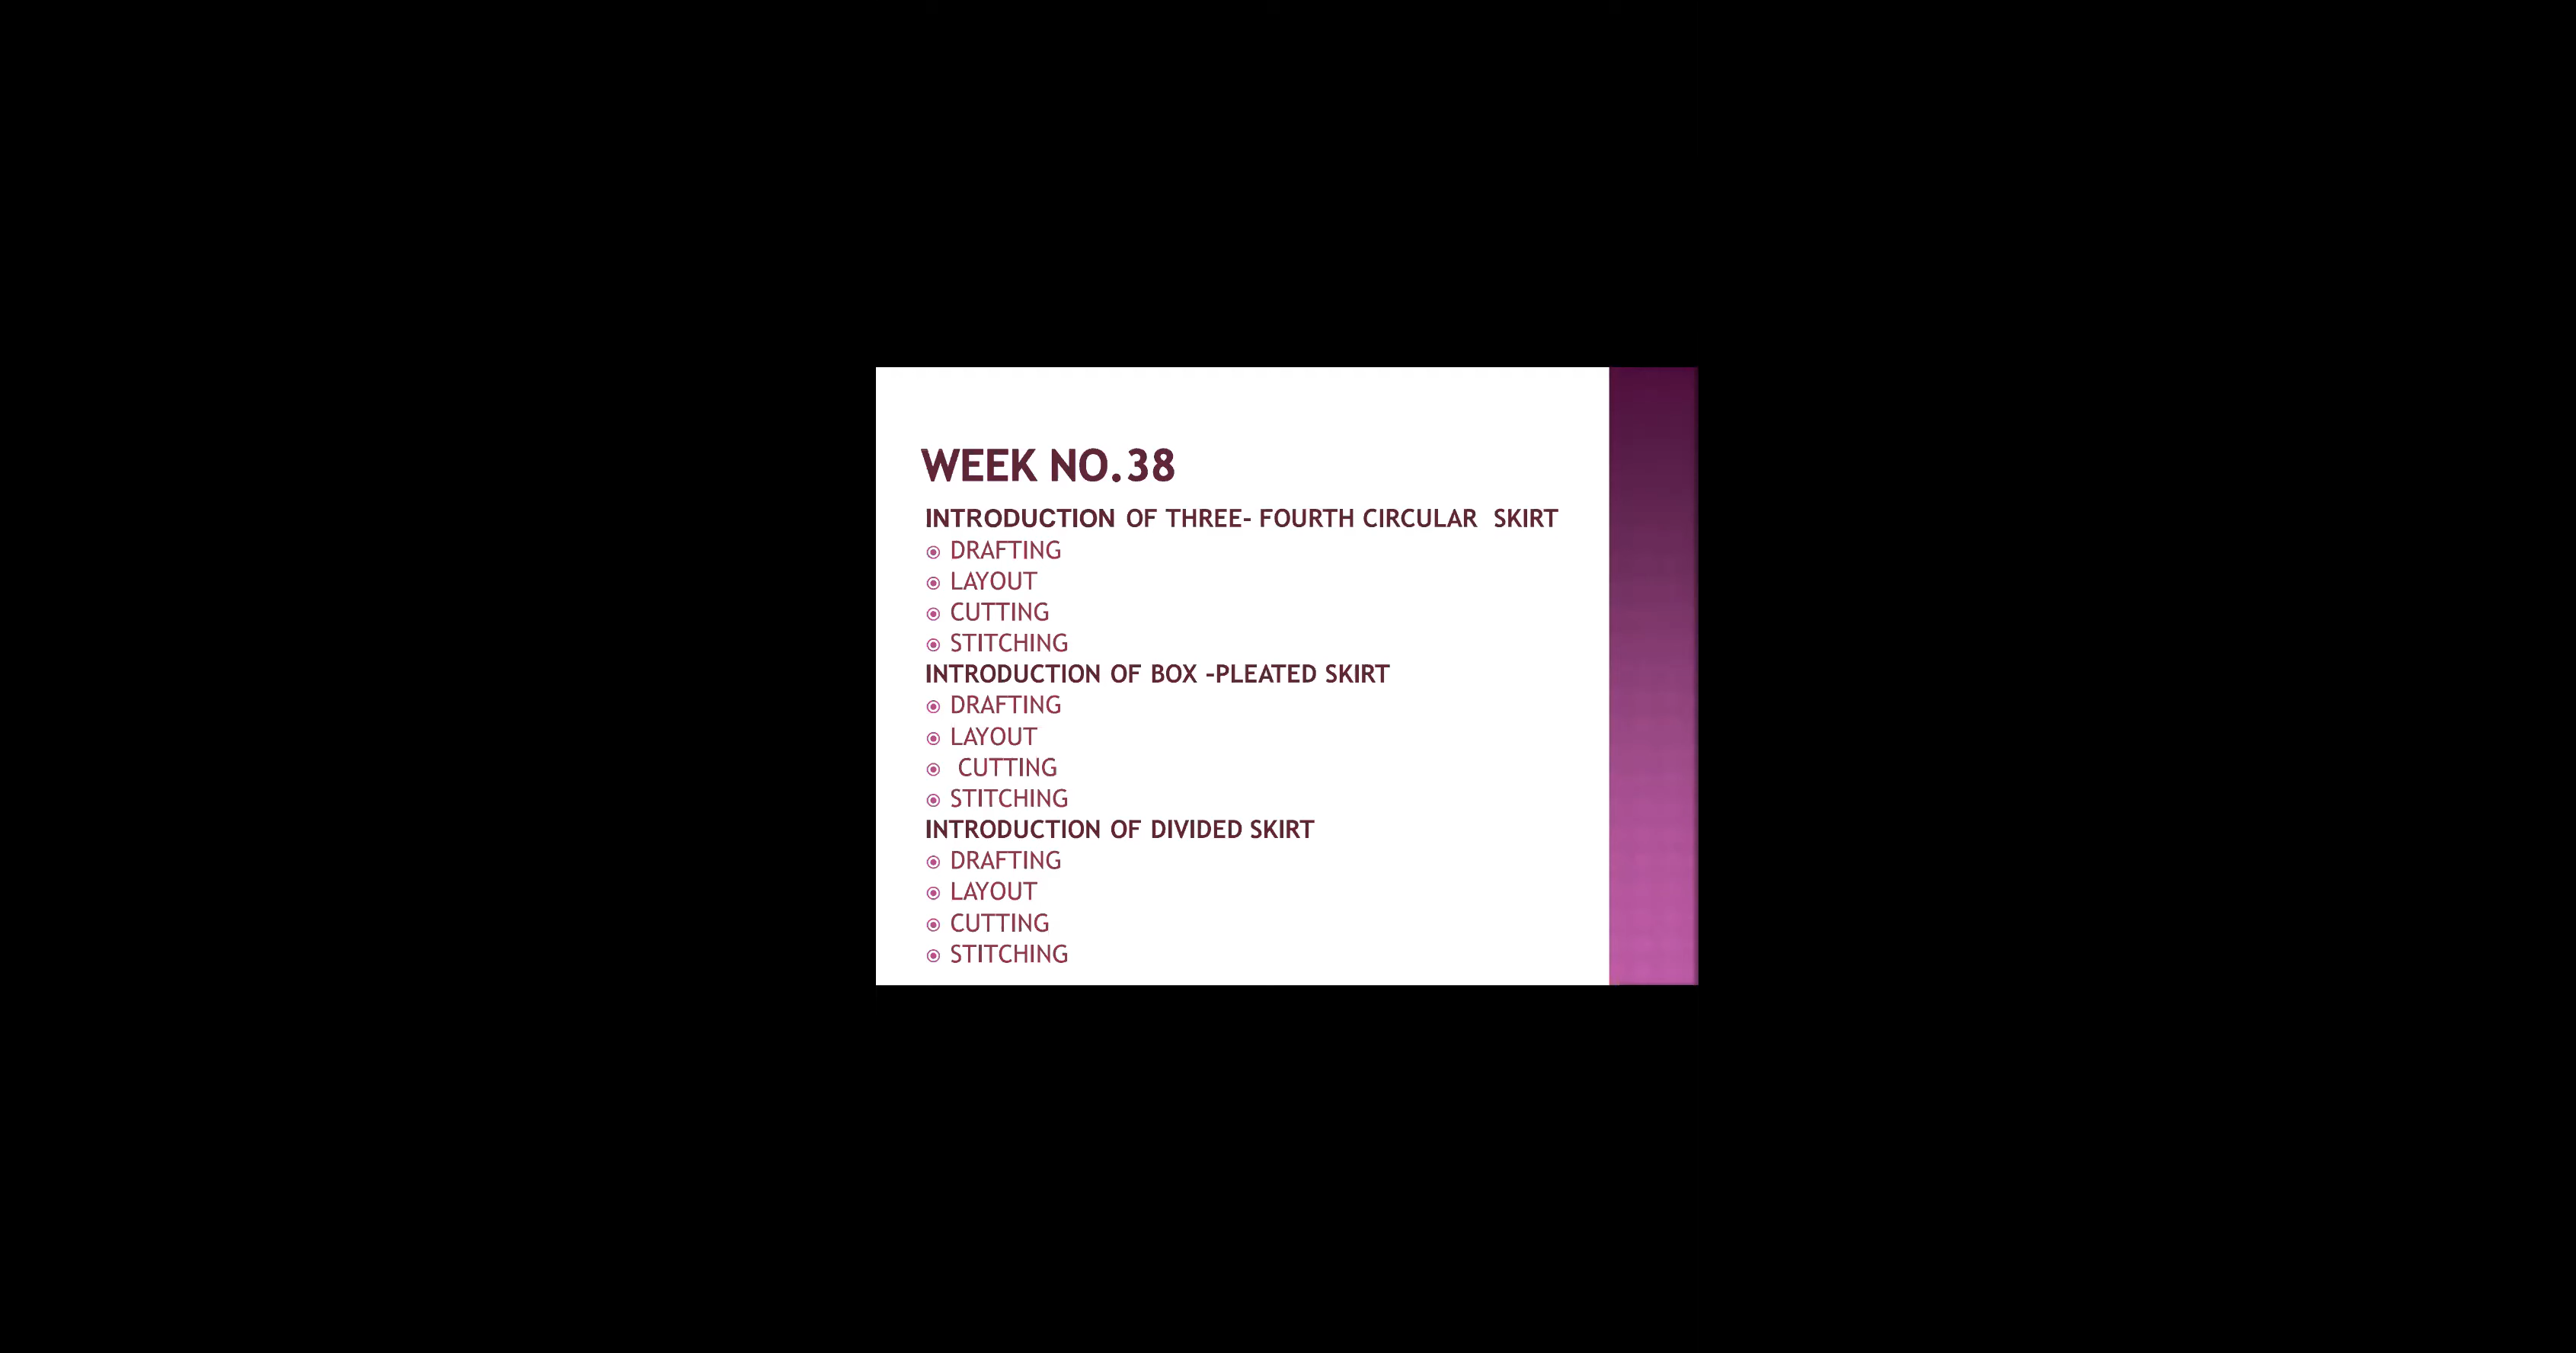 WEEK NO.38
INTRODUCTION OF THREE- FOURTH CIRCULAR  SKIRT
DRAFTING
LAYOUT
CUTTING
STITCHING
INTRODUCTION OF BOX -PLEATED SKIRT
DRAFTING
LAYOUT
CUTTING
STITCHING
INTRODUCTION OF DIVIDED SKIRT
DRAFTING
LAYOUT
CUTTING
STITCHING